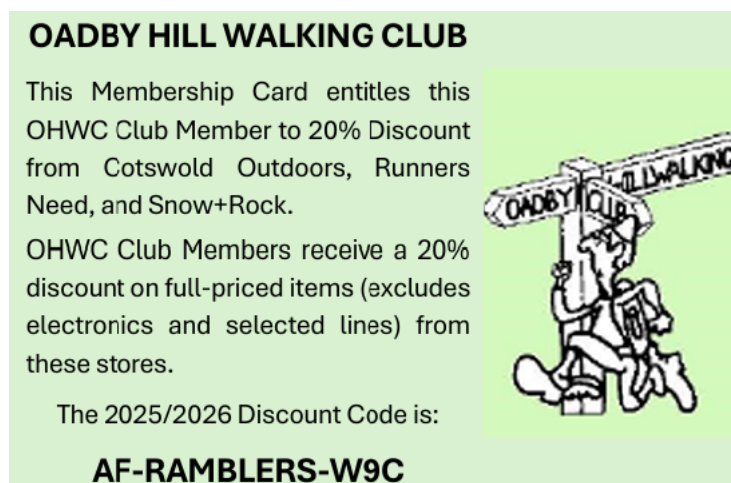 OADBY HILL WALKING CLUB
This Membership Card entitles this
OHWC Club Member to 20% Discount
from Cotswold Outdoors, Runners
Need, and Snow+Rock.
OHWC Club Members receive a 20%
discount on full-priced items (excludes
electronics and selected lines) from
these stores.
The 2025/2026 Discount Code is:
AF-RAMBLERS-W9C
OADBY
HILLWALKING
CLUB